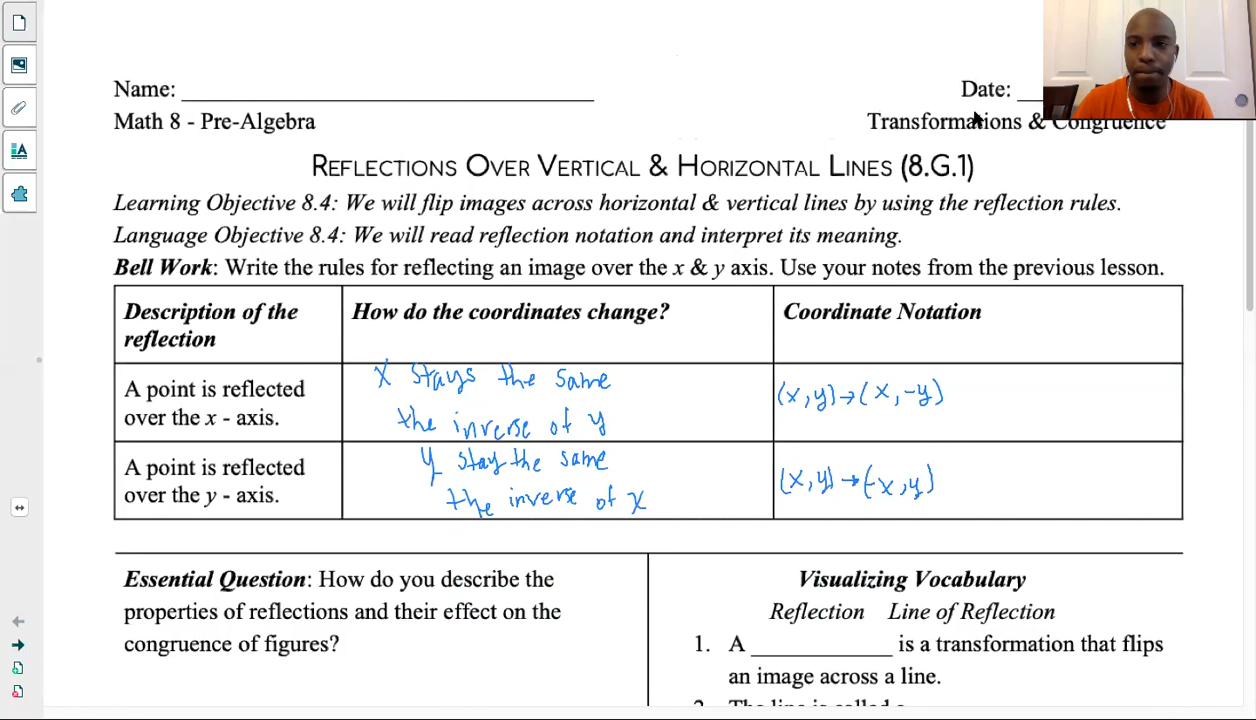 Name: 
Date: 
Math 8 - Pre-Algebra
Transformations & Congruence
REFLECTIONS OVER VERTICAL & HORIZONTAL LINES (8.G.1)
Learning Objective 8.4: We will flip images across horizontal & vertical lines by using the reflection rules.
Language Objective 8.4: We will read reflection notation and interpret its meaning.
Bell Work: Write the rules for reflecting an image over the x & y axis. Use your notes from the previous lesson.
Description of the
reflection
How do the coordinates change?
Coordinate Notation
A point is reflected
over the x - axis.
X stays the same
the inverse of y
(x,y)→(x,-y)
A point is reflected
over the y - axis.
y stay the same
the inverse of x
(x,y)→(-x,y)
Essential Question: How do you describe the
properties of reflections and their effect on the
congruence of figures?
Visualizing Vocabulary
Reflection Line of Reflection
1. A ____________ is a transformation that flips
an image across a line.
2. The line is called a